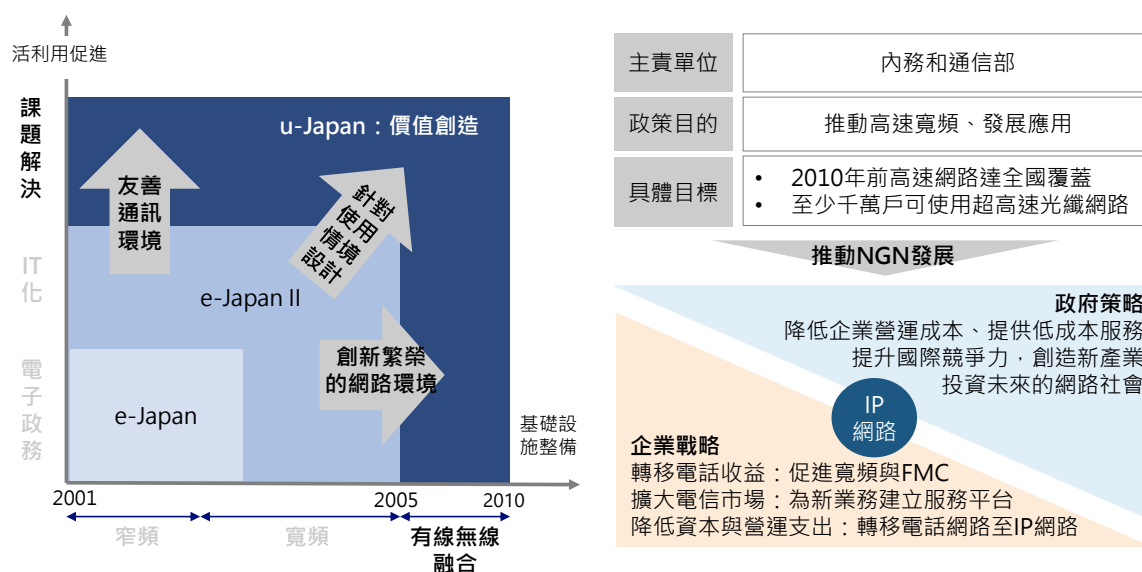 活利用促進
課題解決
IT化
電子政務
u-Japan：價值創造
友善
通訊
環境
針對
使用
情境
設計
e-Japan II
創新繁榮
的網路環境
e-Japan
基礎設
施整備
2001
2005
2010
窄頻
寬頻
有線無線
融合
主責單位
內務和通信部
政策目的
推動高速寬頻、發展應用
具體目標
• 2010年前高速網路達全國覆蓋
• 至少千萬戶可使用超高速光纖網路
推動NGN發展
政府策略
降低企業營運成本、提供低成本服務
提升國際競爭力，創造新產業
投資未來的網路社會
IP
網路
企業戰略
轉移電話收益：促進寬頻與FMC
擴大電信市場：為新業務建立服務平台
降低資本與營運支出：轉移電話網路至IP網路